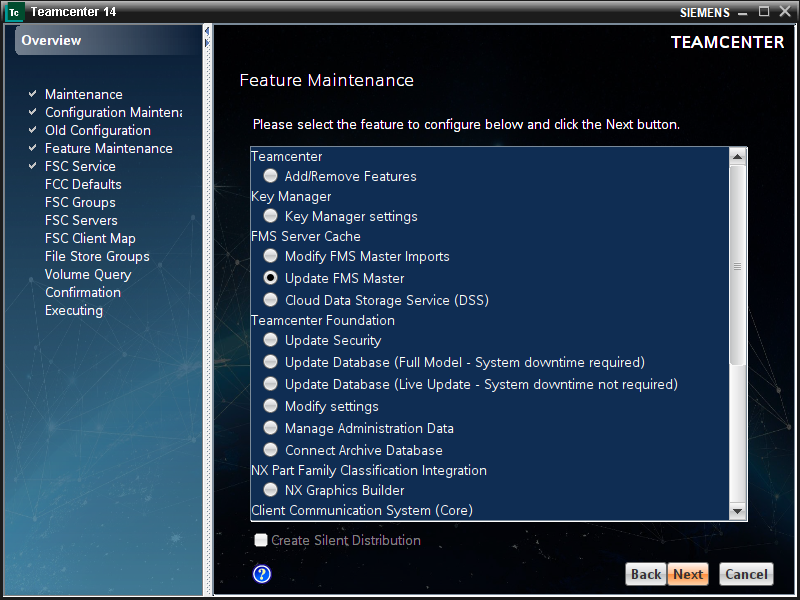 Tc Teamcenter 14
SIEMENS
Overview
TEAMCENTER
Maintenance
Configuration Maintena
Old Configuration
Feature Maintenance
FSC Service
FCC Defaults
FSC Groups
FSC Servers
FSC Client Map
File Store Groups
Volume Query
Confirmation
Executing
Feature Maintenance
Please select the feature to configure below and click the Next button.
Teamcenter
Add/Remove Features
Key Manager
Key Manager settings
FMS Server Cache
Modify FMS Master Imports
Update FMS Master
Cloud Data Storage Service (DSS)
Teamcenter Foundation
Update Security
Update Database (Full Model - System downtime required)
Update Database (Live Update - System downtime not required)
Modify settings
Manage Administration Data
Connect Archive Database
NX Part Family Classification Integration
NX Graphics Builder
Client Communication System (Core)
Create Silent Distribution
?
Back Next Cancel